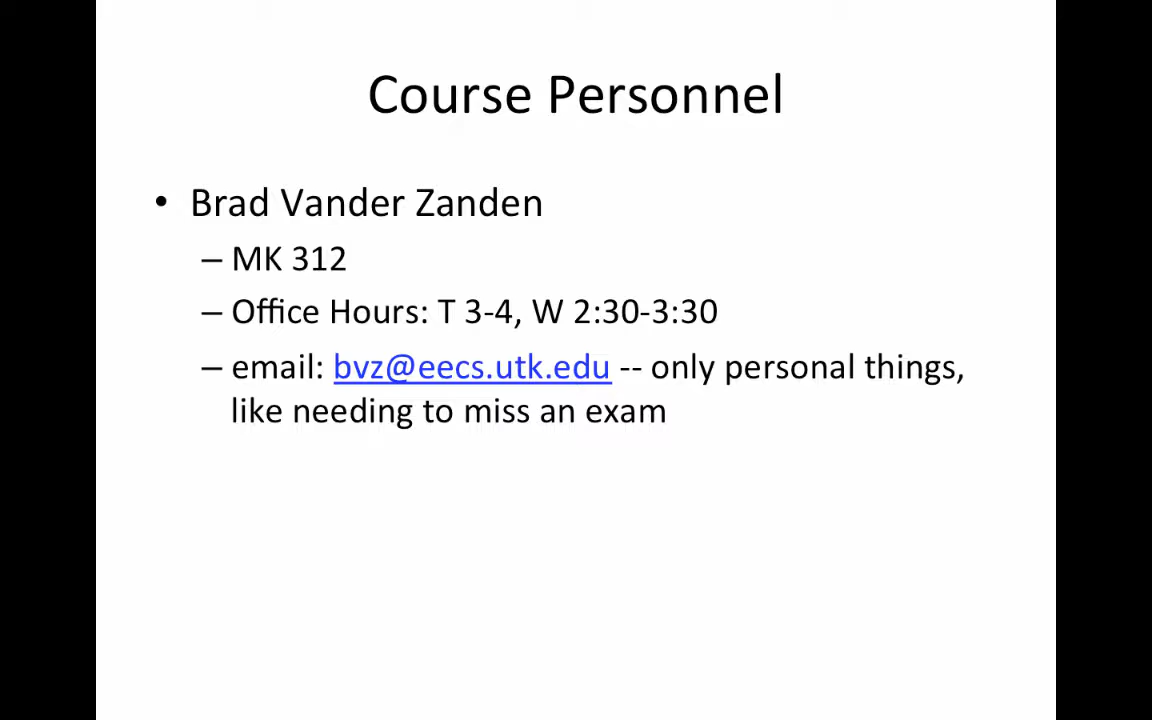 Course Personnel
• Brad Vander Zanden
– MK 312
– Office Hours: T 3-4, W 2:30-3:30
– email: bvz@eecs.utk.edu -- only personal things,
like needing to miss an exam